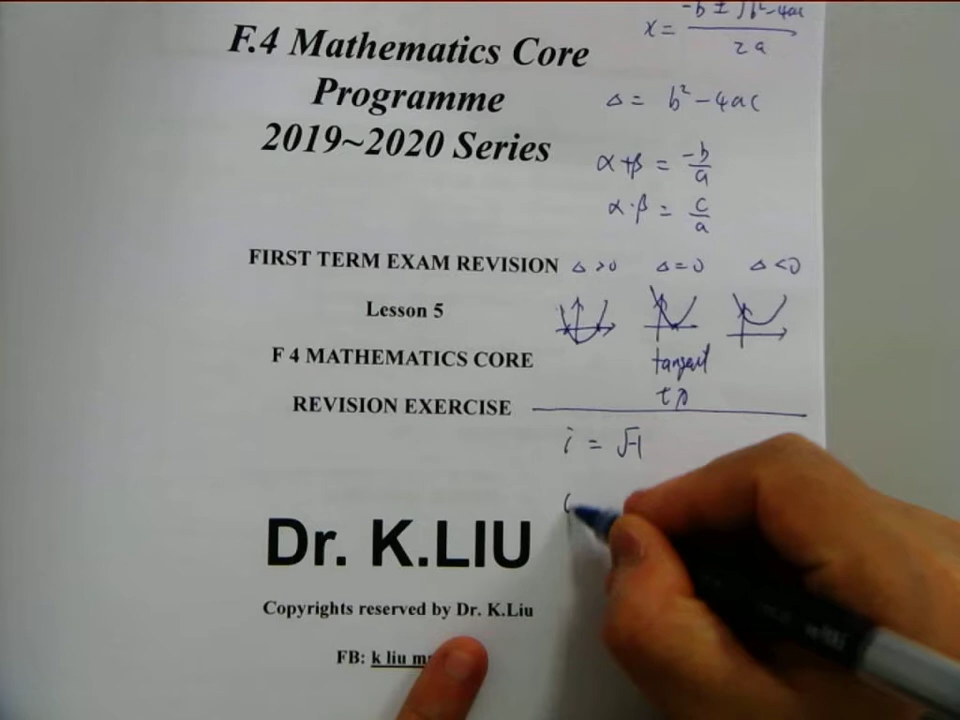 F.4 Mathematics Core
Programme
2019~2020 Series
FIRST TERM EXAM REVISION
Lesson 5
F 4 MATHEMATICS CORE
REVISION EXERCISE
Dr. K.LIU
Copyrights reserved by Dr. K.Liu
FB: k liu
x = -b ± √b²-4ac / 2a
Δ = b² - 4ac
α+β = -b/a
α·β = c/a
Δ>0 Δ=0 Δ<0
tangent
i = √-1